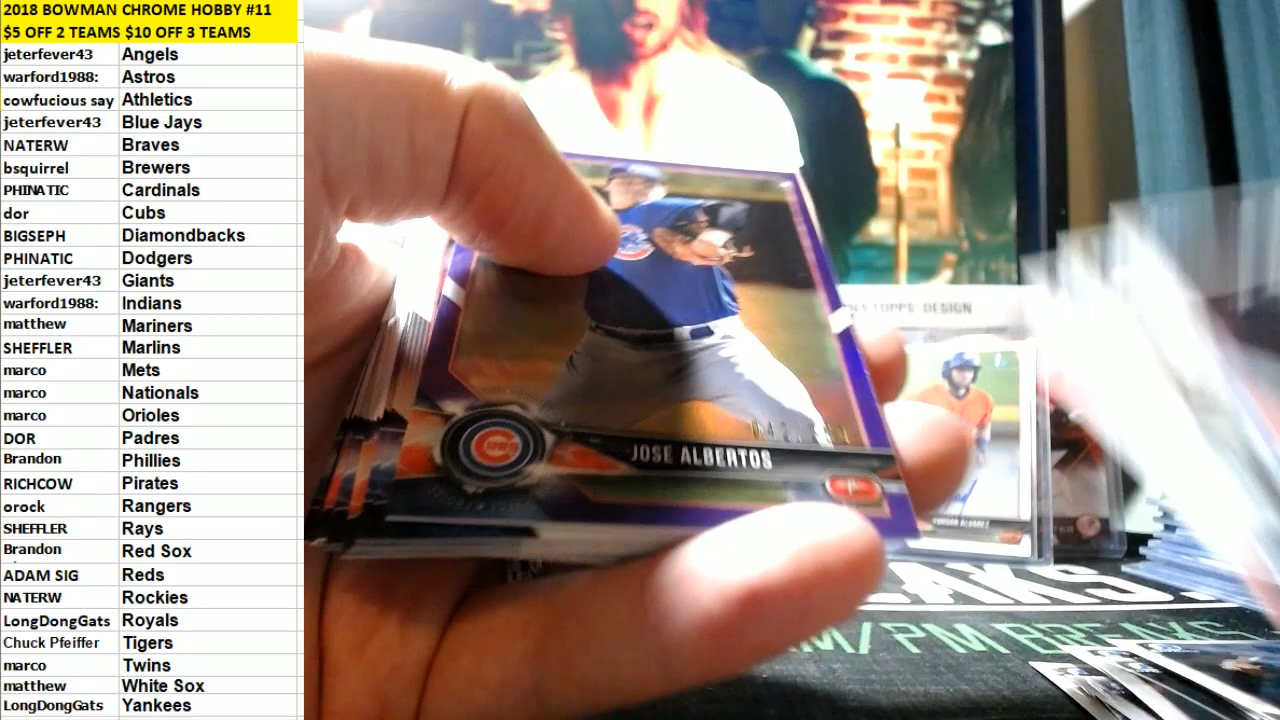 2018 BOWMAN CHROME HOBBY #11
$5 OFF 2 TEAMS $10 OFF 3 TEAMS
jeterfever43 Angels
warford1988: Astros
cowfucious say Athletics
jeterfever43 Blue Jays
NATERW Braves
bsquirrel Brewers
PHINATIC Cardinals
dor Cubs
BIGSEPH Diamondbacks
PHINATIC Dodgers
jeterfever43 Giants
warford1988: Indians
matthew Mariners
SHEFFLER Marlins
marco Mets
marco Nationals
marco Orioles
DOR Padres
Brandon Phillies
RICHCOW Pirates
orock Rangers
SHEFFLER Rays
Brandon Red Sox
ADAM SIG Reds
NATERW Rockies
LongDongGats Royals
Chuck Pfeiffer Tigers
marco Twins
matthew White Sox
LongDongGats Yankees
TOPPS DESIGN
JOSE ALBERTOS
YORDAN ALVAREZ
/PM BREAKS